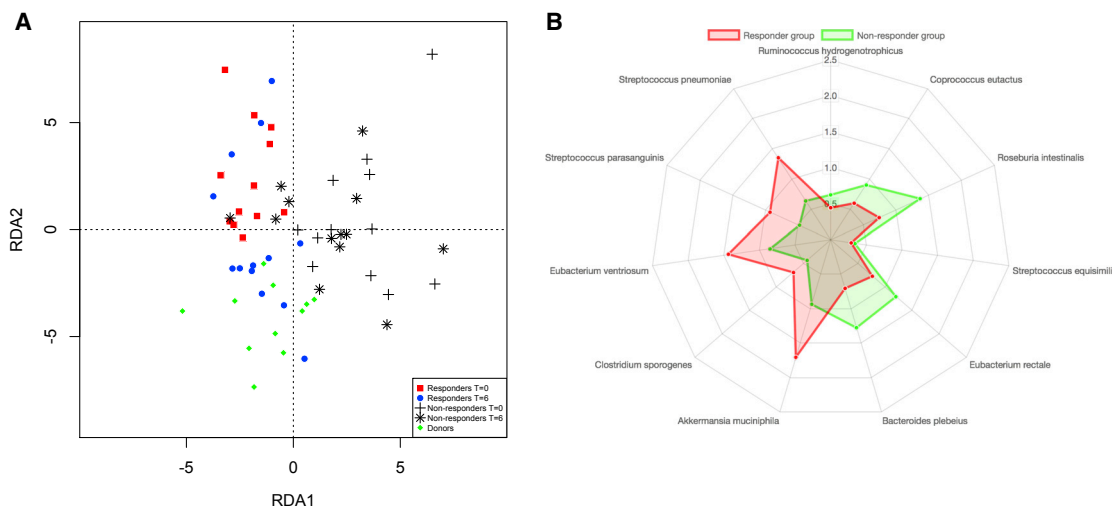 A
RDA2
5
0
-5
-5
0
5
RDA1
Responders T=0
Responders T=6
Non-responders T=0
Non-responders T=6
Donors
B
Responder group
Non-responder group
Ruminococcus hydrogenotrophicus
Coprococcus eutactus
Roseburia intestinalis
Streptococcus equisimili
Eubacterium rectale
Bacteroides plebeius
Akkermansia muciniphila
Clostridium sporogenes
Eubacterium ventriosum
Streptococcus parasanguinis
Streptococcus pneumoniae
2.5
2.0
1.5
1.0
0.5